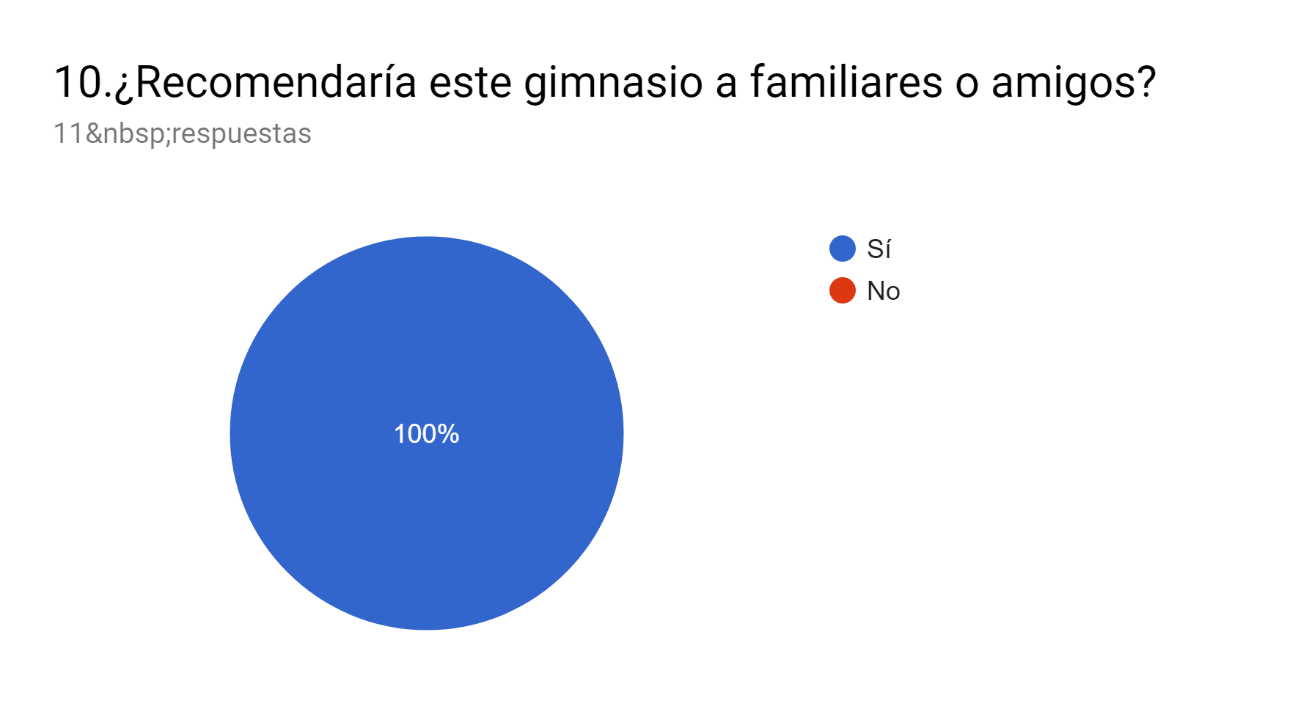 10.¿Recomendaría este gimnasio a familiares o amigos?
11&nbsp;respuestas
Sí
No
100%